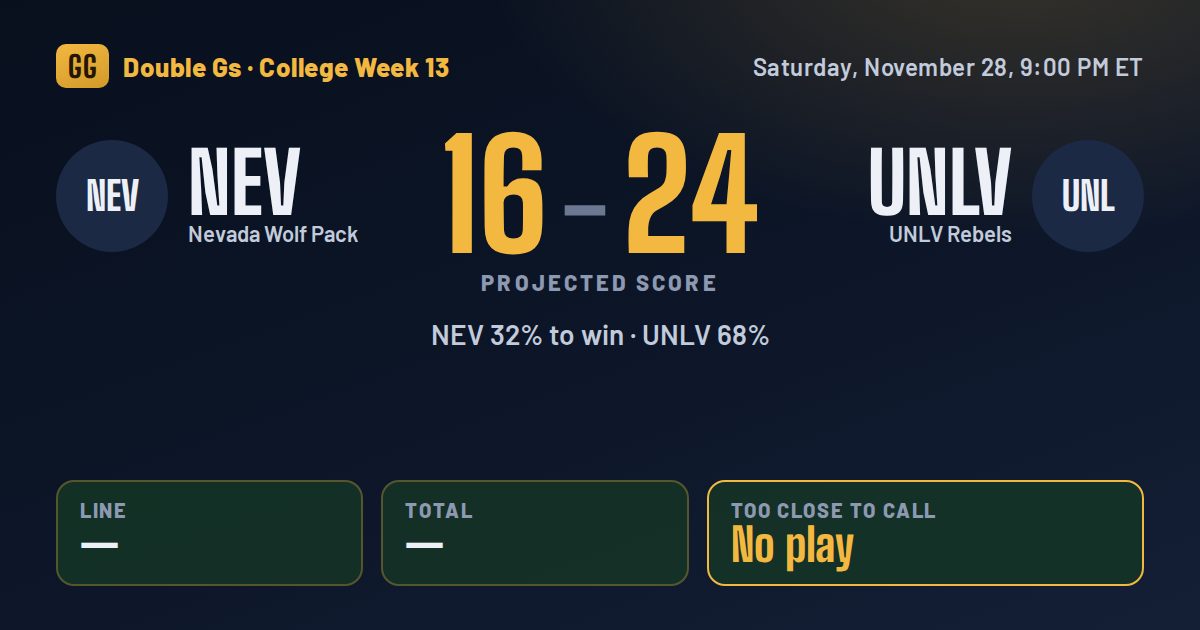 GG Double Gs · College Week 13
Saturday, November 28, 9:00 PM ET
NEV
NEV
Nevada Wolf Pack
16 – 24
UNLV
UNLV Rebels
UNL
PROJECTED SCORE
NEV 32% to win · UNLV 68%
LINE
—
TOTAL
—
TOO CLOSE TO CALL
No play